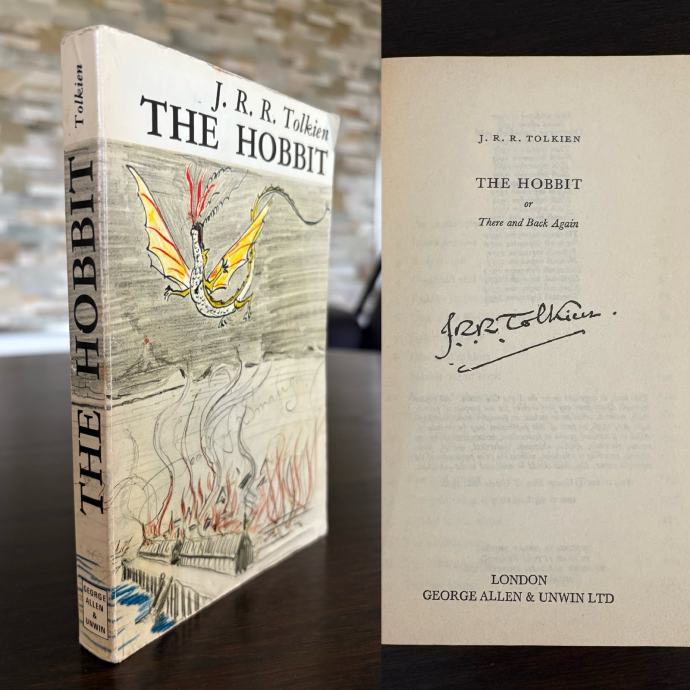 J. R. R. Tolkien
THE HOBBIT
Tolkien
THE HOBBIT
GEORGE
ALLEN
&
UNWIN
J. R. R. TOLKIEN
THE HOBBIT
or
There and Back Again
J.R.R. Tolkien.
LONDON
GEORGE ALLEN & UNWIN LTD